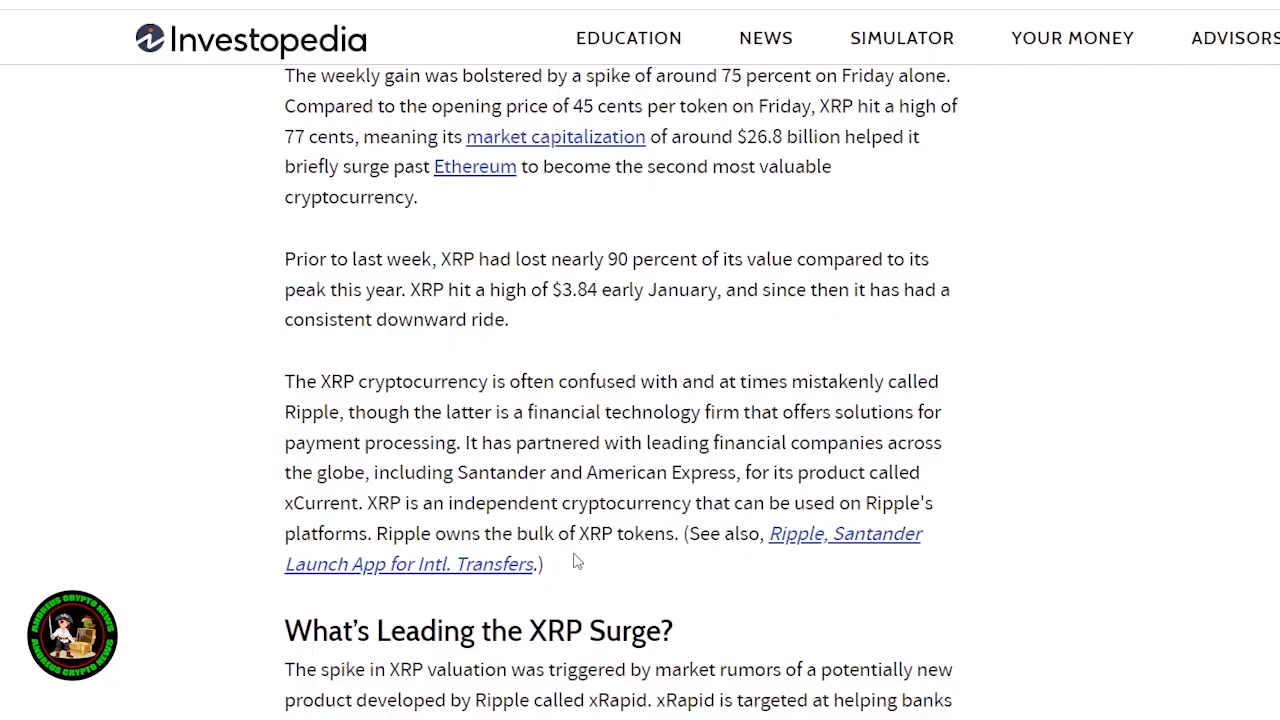 Investopedia
EDUCATION NEWS SIMULATOR YOUR MONEY ADVISORS
The weekly gain was bolstered by a spike of around 75 percent on Friday alone.
Compared to the opening price of 45 cents per token on Friday, XRP hit a high of
77 cents, meaning its market capitalization of around $26.8 billion helped it
briefly surge past Ethereum to become the second most valuable
cryptocurrency.
Prior to last week, XRP had lost nearly 90 percent of its value compared to its
peak this year. XRP hit a high of $3.84 early January, and since then it has had a
consistent downward ride.
The XRP cryptocurrency is often confused with and at times mistakenly called
Ripple, though the latter is a financial technology firm that offers solutions for
payment processing. It has partnered with leading financial companies across
the globe, including Santander and American Express, for its product called
xCurrent. XRP is an independent cryptocurrency that can be used on Ripple's
platforms. Ripple owns the bulk of XRP tokens. (See also, Ripple, Santander
Launch App for Intl. Transfers.)
What's Leading the XRP Surge?
The spike in XRP valuation was triggered by market rumors of a potentially new
product developed by Ripple called xRapid. xRapid is targeted at helping banks
ANDREUS CRYPTO NEWS
ANDREUS CRYPTO NEWS